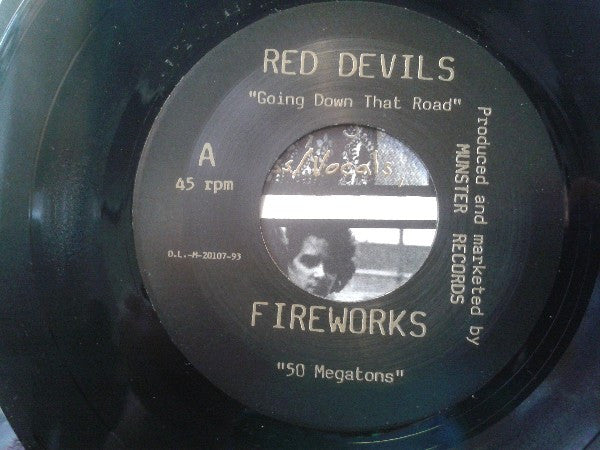 RED DEVILS
"Going Down That Road"
A
45 rpm
Produced and marketed by
MUNSTER RECORDS
s/Vocals,
D.L.-M-20107-93
FIREWORKS
"50 Megatons"